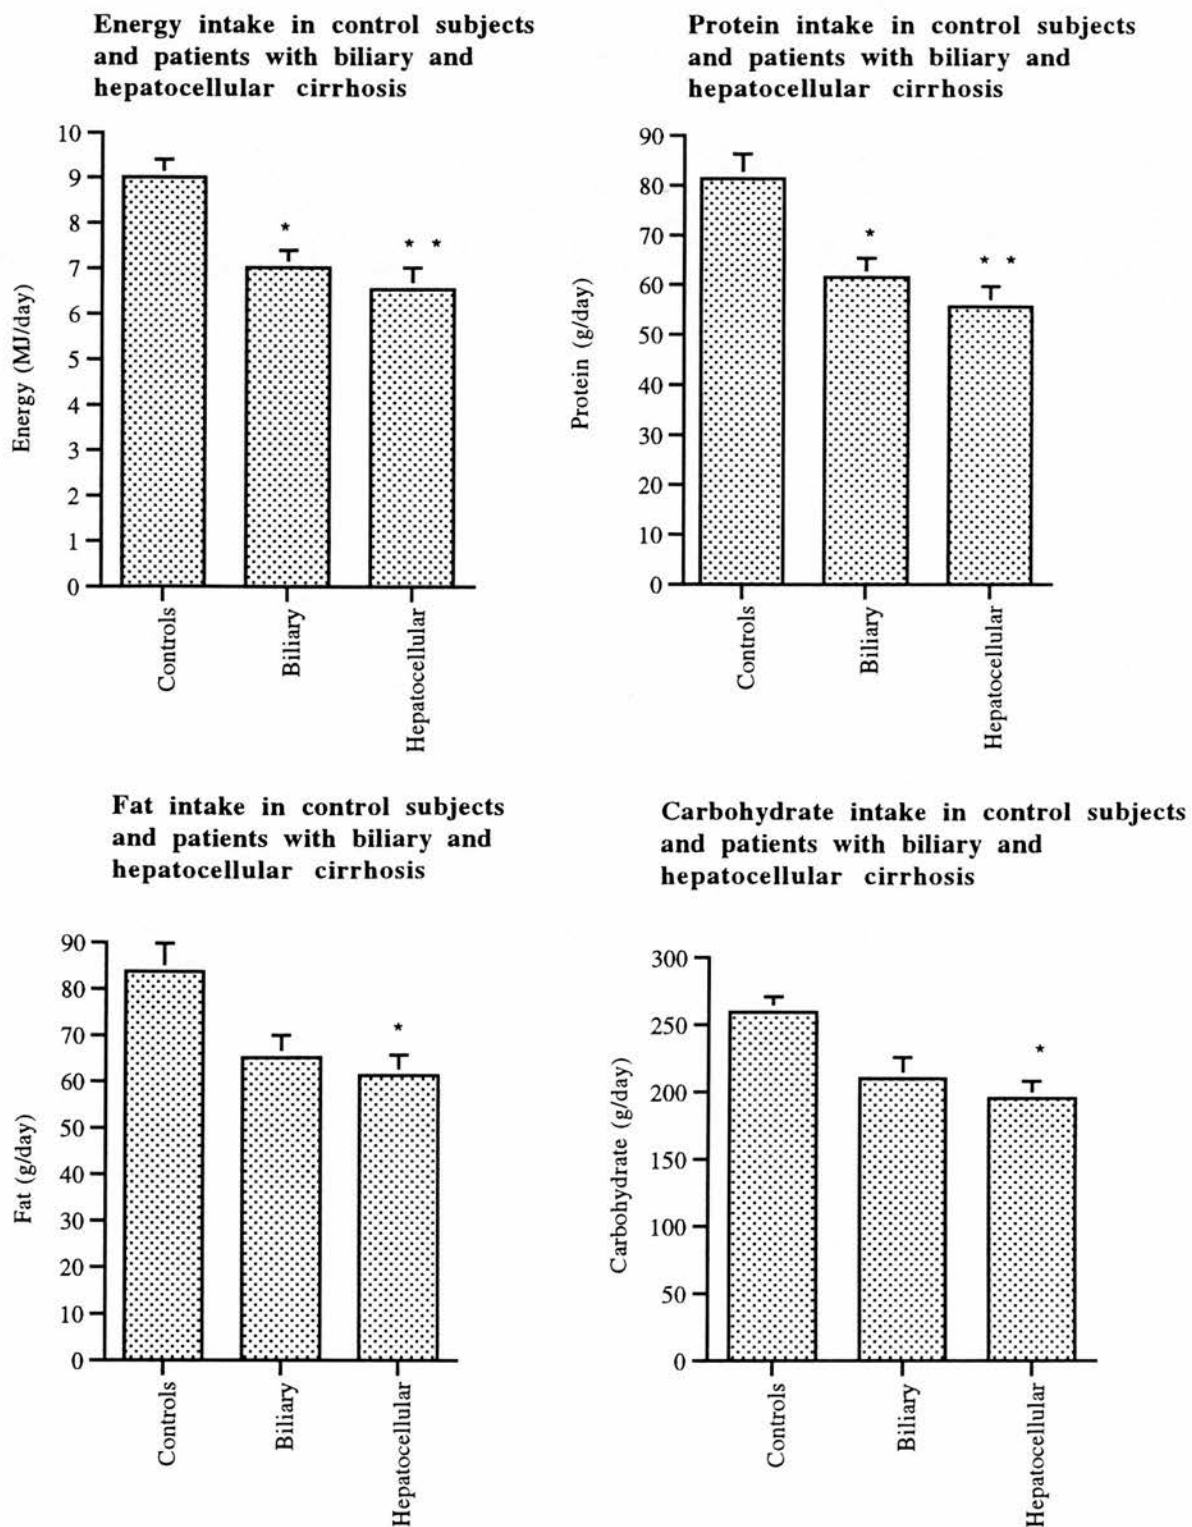 Energy intake in control subjects
and patients with biliary and
hepatocellular cirrhosis
10
9
8
7
6
5
4
3
2
1
0
Energy (MJ/day)
*
* *
Controls
Biliary
Hepatocellular
Protein intake in control subjects
and patients with biliary and
hepatocellular cirrhosis
90
80
70
60
50
40
30
20
10
0
Protein (g/day)
*
* *
Controls
Biliary
Hepatocellular
Fat intake in control subjects
and patients with biliary and
hepatocellular cirrhosis
90
80
70
60
50
40
30
20
10
0
Fat (g/day)
*
Controls
Biliary
Hepatocellular
Carbohydrate intake in control subjects
and patients with biliary and
hepatocellular cirrhosis
300
250
200
150
100
50
0
Carbohydrate (g/day)
*
Controls
Biliary
Hepatocellular